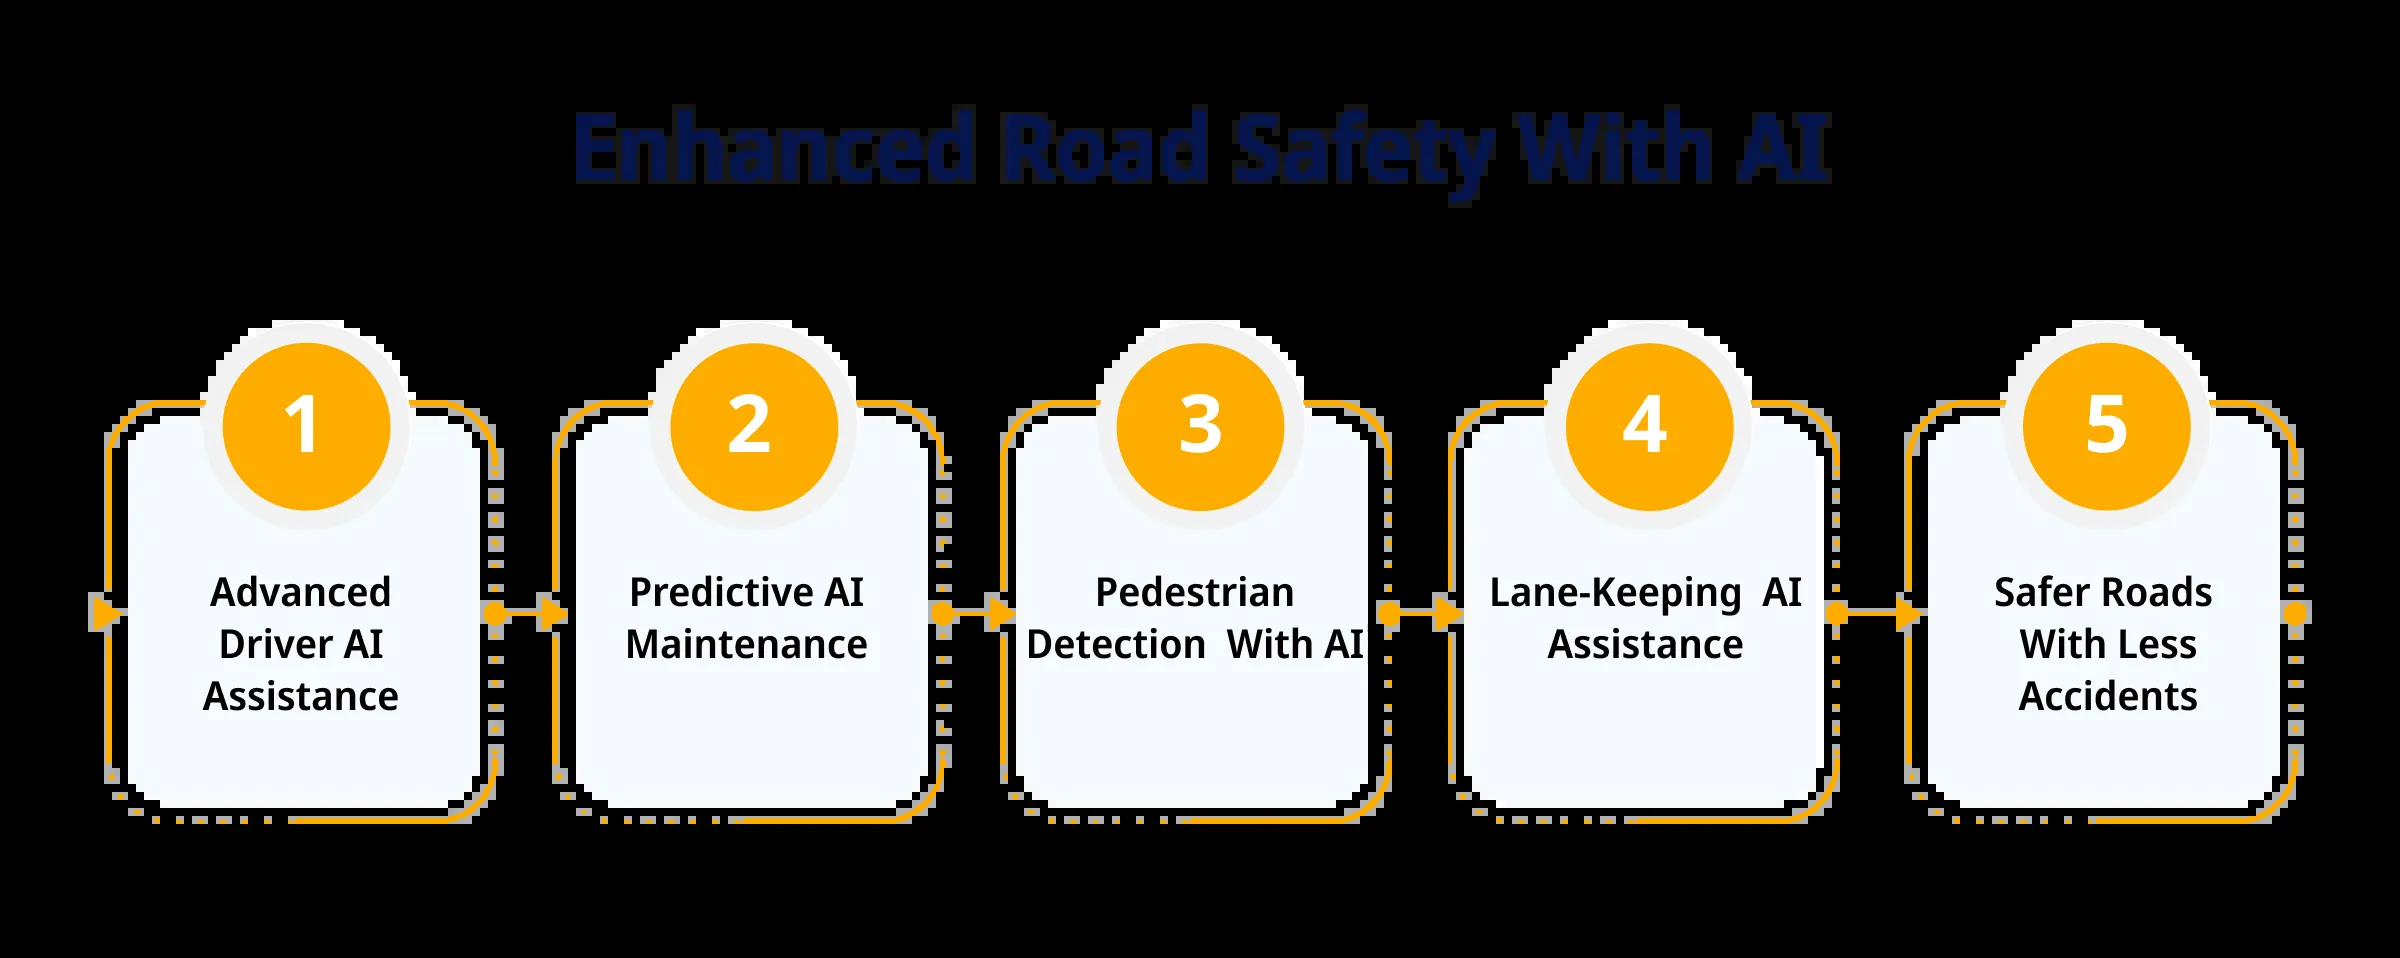 Enhanced Road Safety With AI
1
Advanced
Driver AI
Assistance
2
Predictive AI
Maintenance
3
Pedestrian
Detection  With AI
4
Lane-Keeping  AI
Assistance
5
Safer Roads
With Less
Accidents